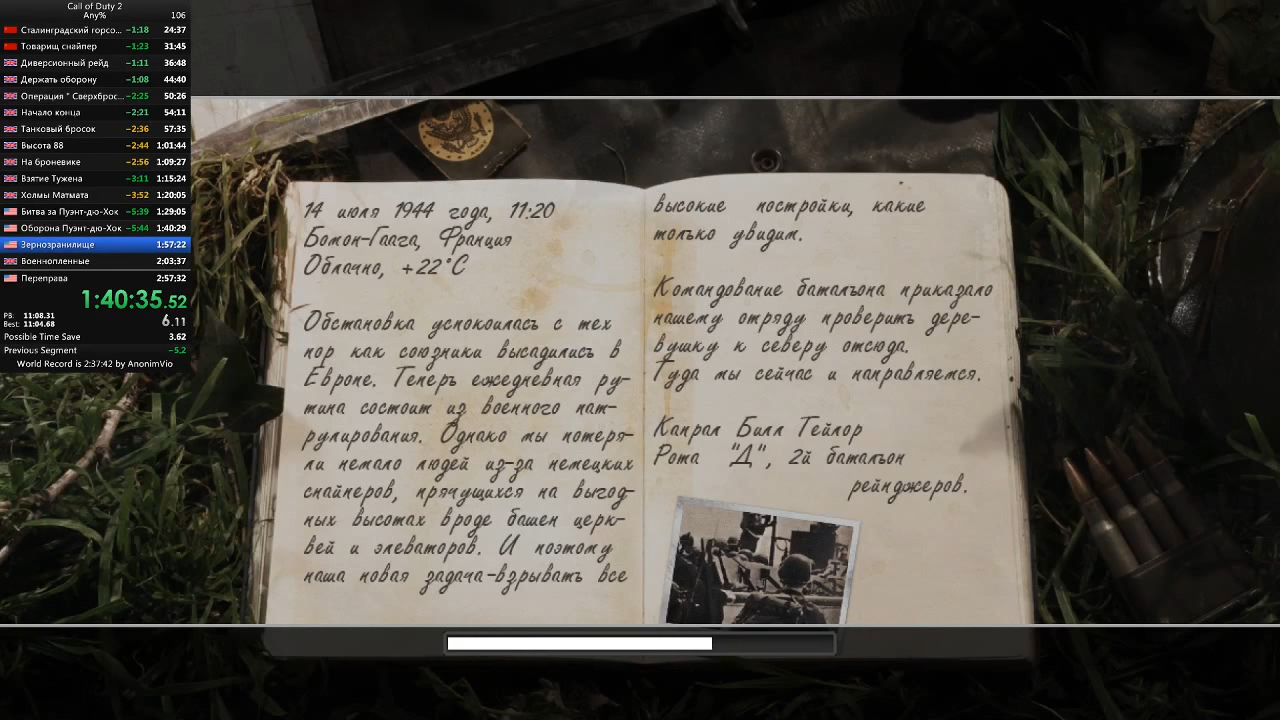 Call of Duty 2
Any%
106
Сталинградский горсо... −1:18 24:37
Товарищ снайпер −1:23 31:45
Диверсионный рейд −1:11 36:48
Держать оборону −1:08 44:40
Операция " Сверхброс... −2:25 50:26
Начало конца −2:21 54:11
Танковый бросок −2:36 57:35
Высота 88 −2:44 1:01:44
На броневике −2:56 1:09:27
Взятие Тужена −3:11 1:15:24
Холмы Матмата −3:52 1:20:05
Битва за Пуэнт-дю-Хок −5:39 1:29:05
Оборона Пуэнт-дю-Хок −5:44 1:40:29
Зернозранилище 1:57:22
Военнопленные 2:03:37
Переправа 2:57:32
1:40:35.52
PB: 11:08.31
Best: 11:04.68
6.11
Possible Time Save 3.62
Previous Segment −5.2
World Record is 2:37:42 by AnonimVio
14 июля 1944 года, 11:20
Бомон-Гаага, Франция
Облачно, +22°C
Обстановка успокоиласъ с тех
пор как союзники высадилисъ в
Европе. Теперъ ежедневная ру-
тина состоит из военного пат-
рулирования. Однако мы потеря-
ли немало людей из-за немецких
снайперов, прячущихся на выгод-
ных высотах вроде башен церк-
вей и элеваторов. И поэтому
наша новая задача-взрыватъ все
высокие постройки, какие
толъко увидим.
Командование баталъона приказало
нашему отряду проверитъ дере-
вушку к северу отсюда.
Туда мы сейчас и направляемся.
Капрал Билл Тейлор
Рота "Д", 2й баталъон
рейнджеров.